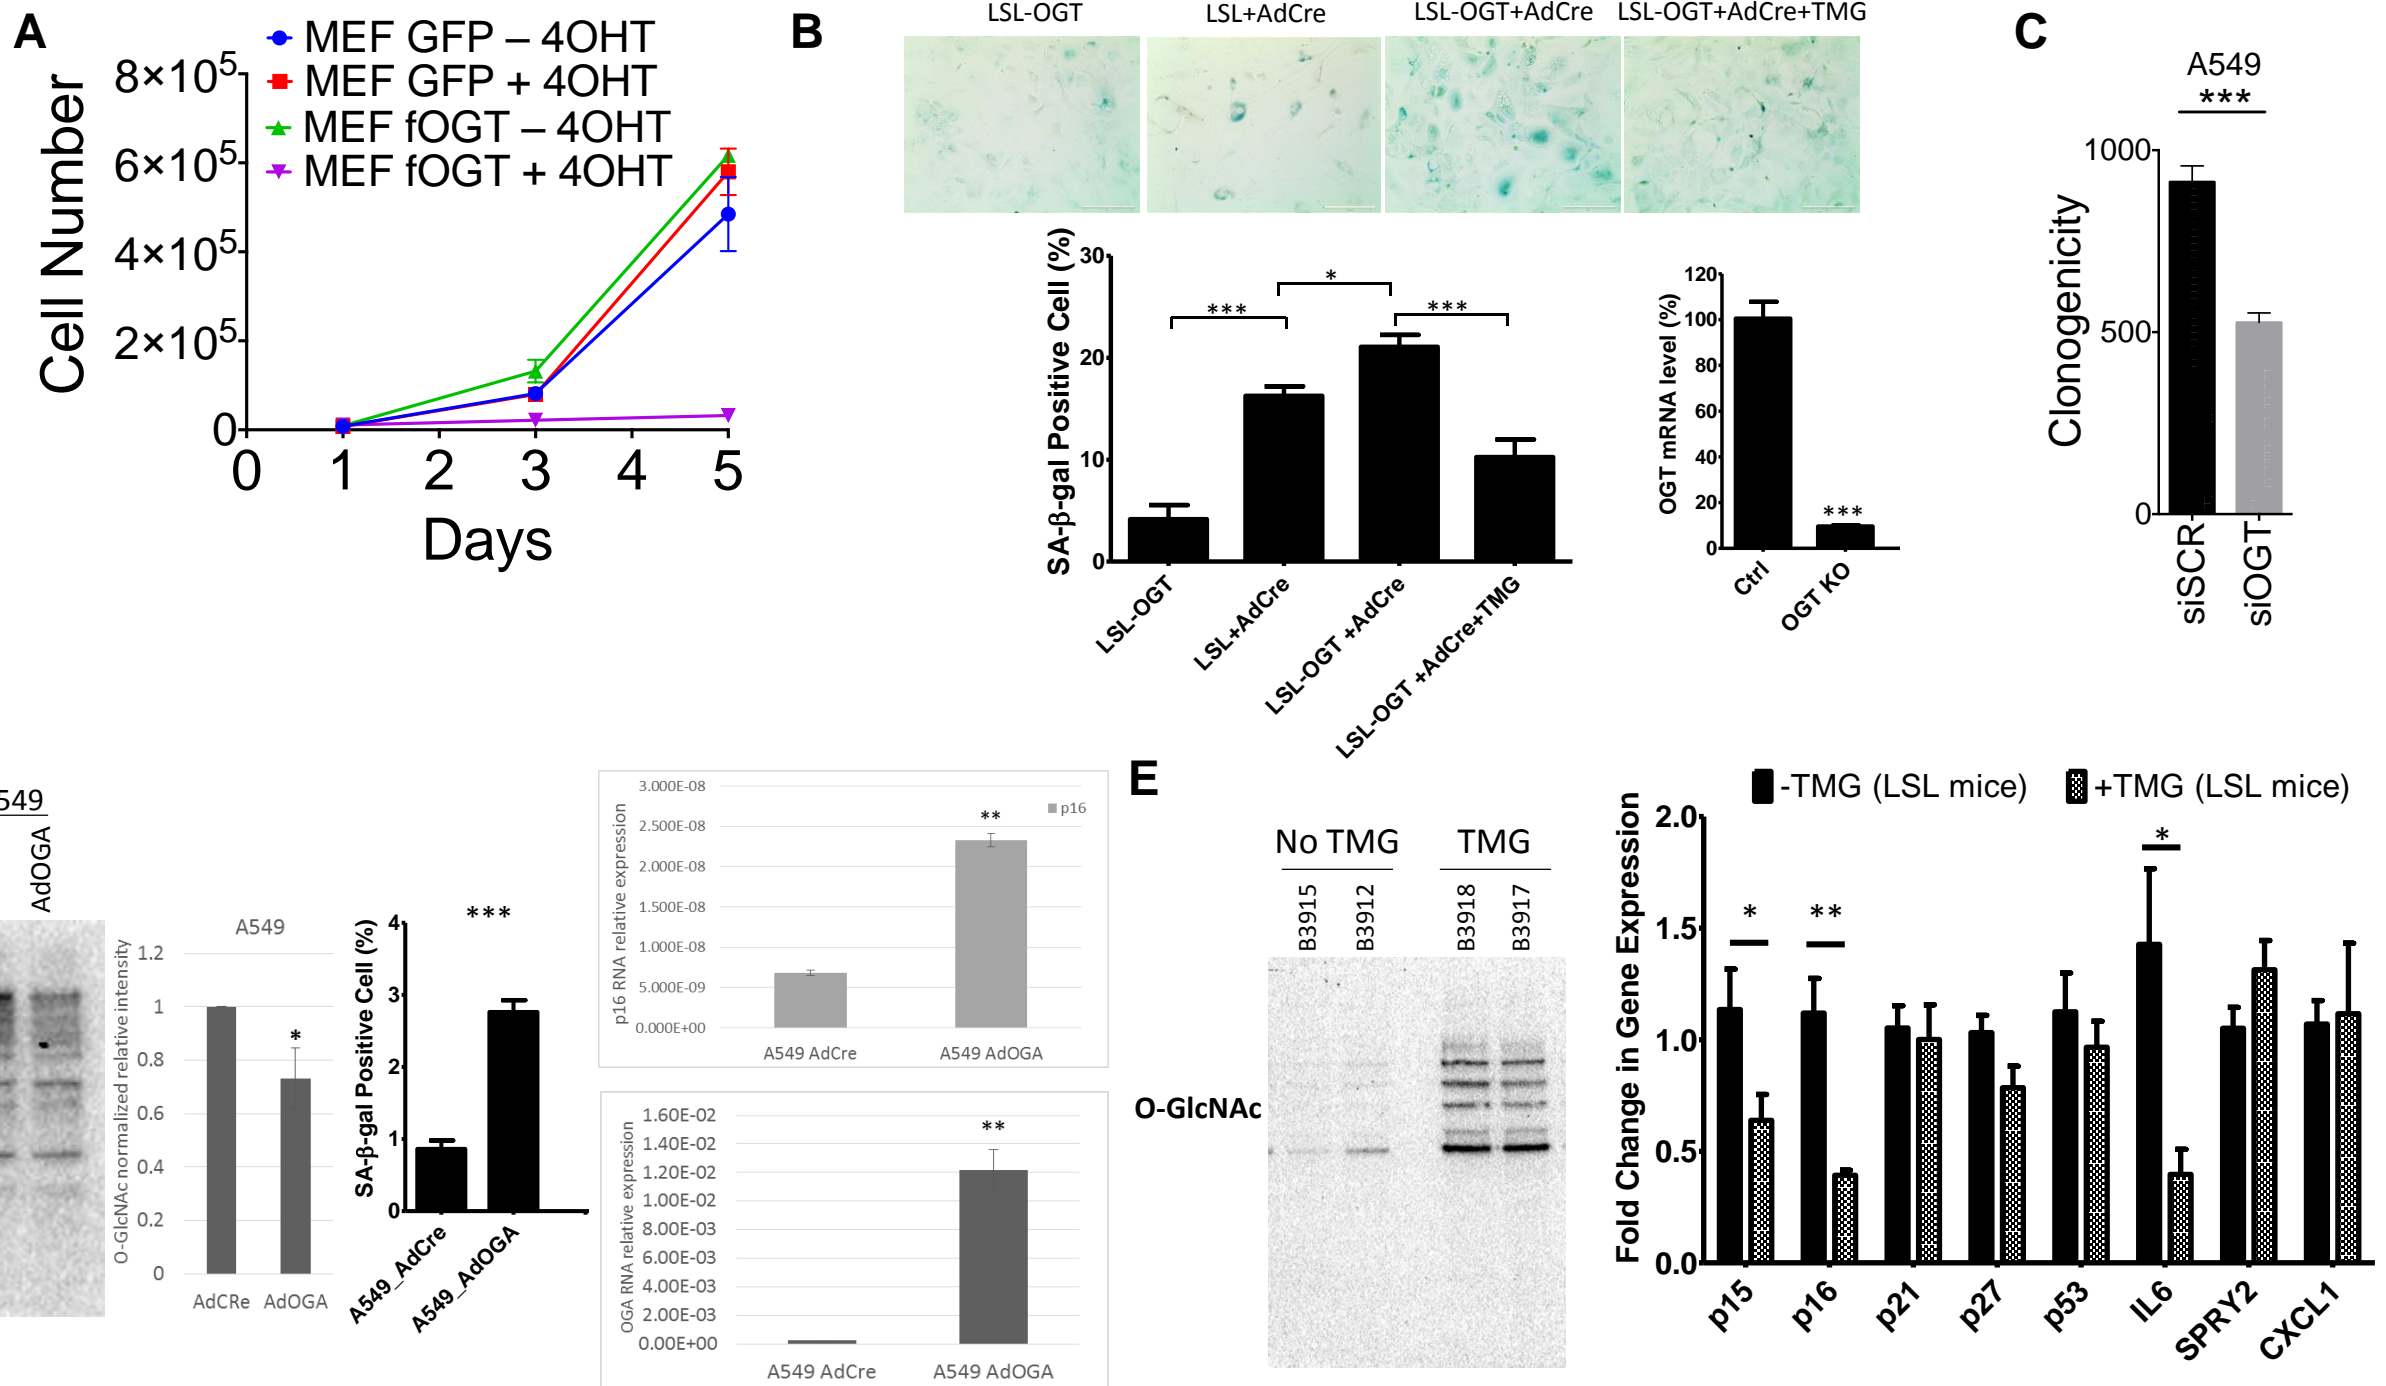 A
MEF GFP – 4OHT
MEF GFP + 4OHT
MEF fOGT – 4OHT
MEF fOGT + 4OHT
Cell Number
8×10⁵
6×10⁵
4×10⁵
2×10⁵
0
0 1 2 3 4 5
Days
B
LSL-OGT LSL+AdCre LSL-OGT+AdCre LSL-OGT+AdCre+TMG
SA-β-gal Positive Cell (%)
30
20
10
0
***
*
***
LSL-OGT
LSL+AdCre
LSL-OGT +AdCre
LSL-OGT +AdCre+TMG
OGT mRNA level (%)
120
100
80
60
40
20
0
***
Ctrl
OGT KO
C
A549
***
Clonogenicity
1000
500
0
siSCR
siOGT
549
AdOGA
A549
O-GlcNAc normalized relative intensity
1.2
1
0.8
0.6
0.4
0.2
0
*
AdCRe AdOGA
SA-β-gal Positive Cell (%)
4
3
2
1
0
***
A549_AdCre
A549_AdOGA
p16 RNA relative expression
3.000E-08
2.500E-08
2.000E-08
1.500E-08
1.000E-08
5.000E-09
0.000E+00
p16
**
A549 AdCre A549 AdOGA
OGA RNA relative expression
1.60E-02
1.40E-02
1.20E-02
1.00E-02
8.00E-03
6.00E-03
4.00E-03
2.00E-03
0.00E+00
**
A549 AdCre A549 AdOGA
E
No TMG TMG
B3915
B3912
B3918
B3917
O-GlcNAc
-TMG (LSL mice) +TMG (LSL mice)
Fold Change in Gene Expression
2.0
1.5
1.0
0.5
0.0
*
**
*
p15
p16
p21
p27
p53
IL6
SPRY2
CXCL1